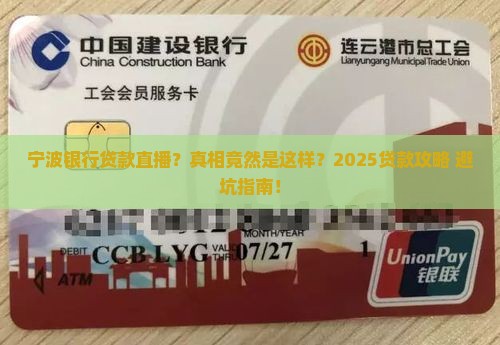 中国建设银行
China Construction Bank
连云港市总工会
Lianyungang Municipal Trade Union
工会会员服务卡
宁波银行贷款直播？真相竟然是这样？2025贷款攻略 避
坑指南！
MONTH/YEAR
DEBIT CCB LYG VALID THRU 07/27 1
ATM
UnionPay
银联